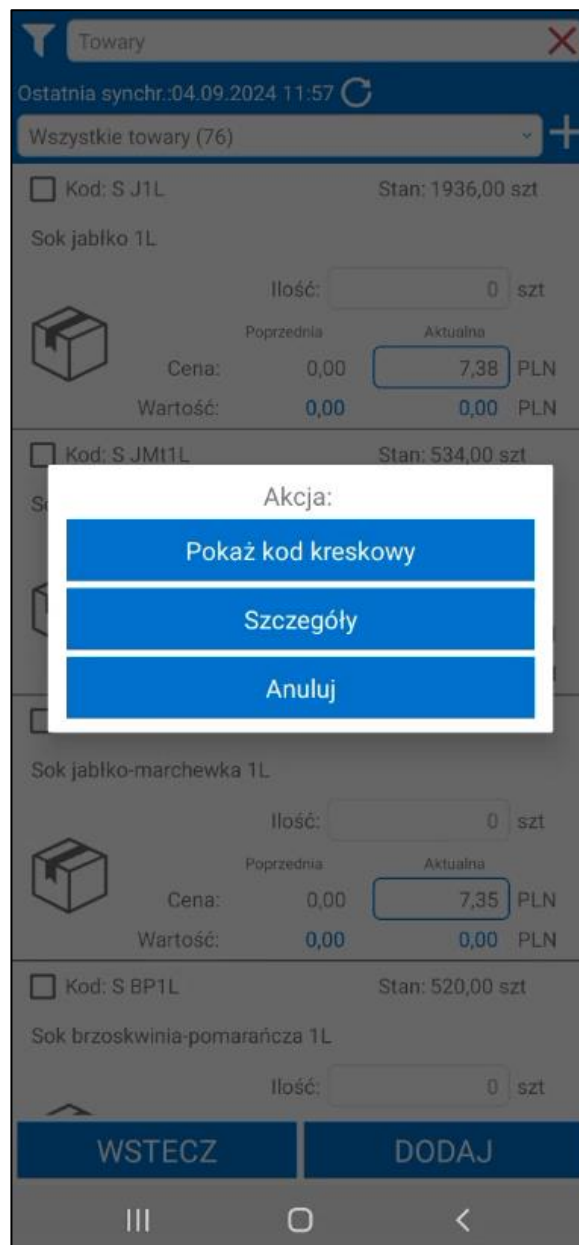 Towary
Ostatnia synchr.:04.09.2024 11:57
Wszystkie towary (76)
Kod: S J1L Stan: 1936,00 szt
Sok jabłko 1L
Ilość: 0 szt
Poprzednia Aktualna
Cena: 0,00 7,38 PLN
Wartość: 0,00 0,00 PLN
Kod: S JMt1L Stan: 534,00 szt
Akcja:
Pokaż kod kreskowy
Szczegóły
Anuluj
Sok jabłko-marchewka 1L
Ilość: 0 szt
Poprzednia Aktualna
Cena: 0,00 7,35 PLN
Wartość: 0,00 0,00 PLN
Kod: S BP1L Stan: 520,00 szt
Sok brzoskwinia-pomarańcza 1L
Ilość: 0 szt
WSTECZ DODAJ